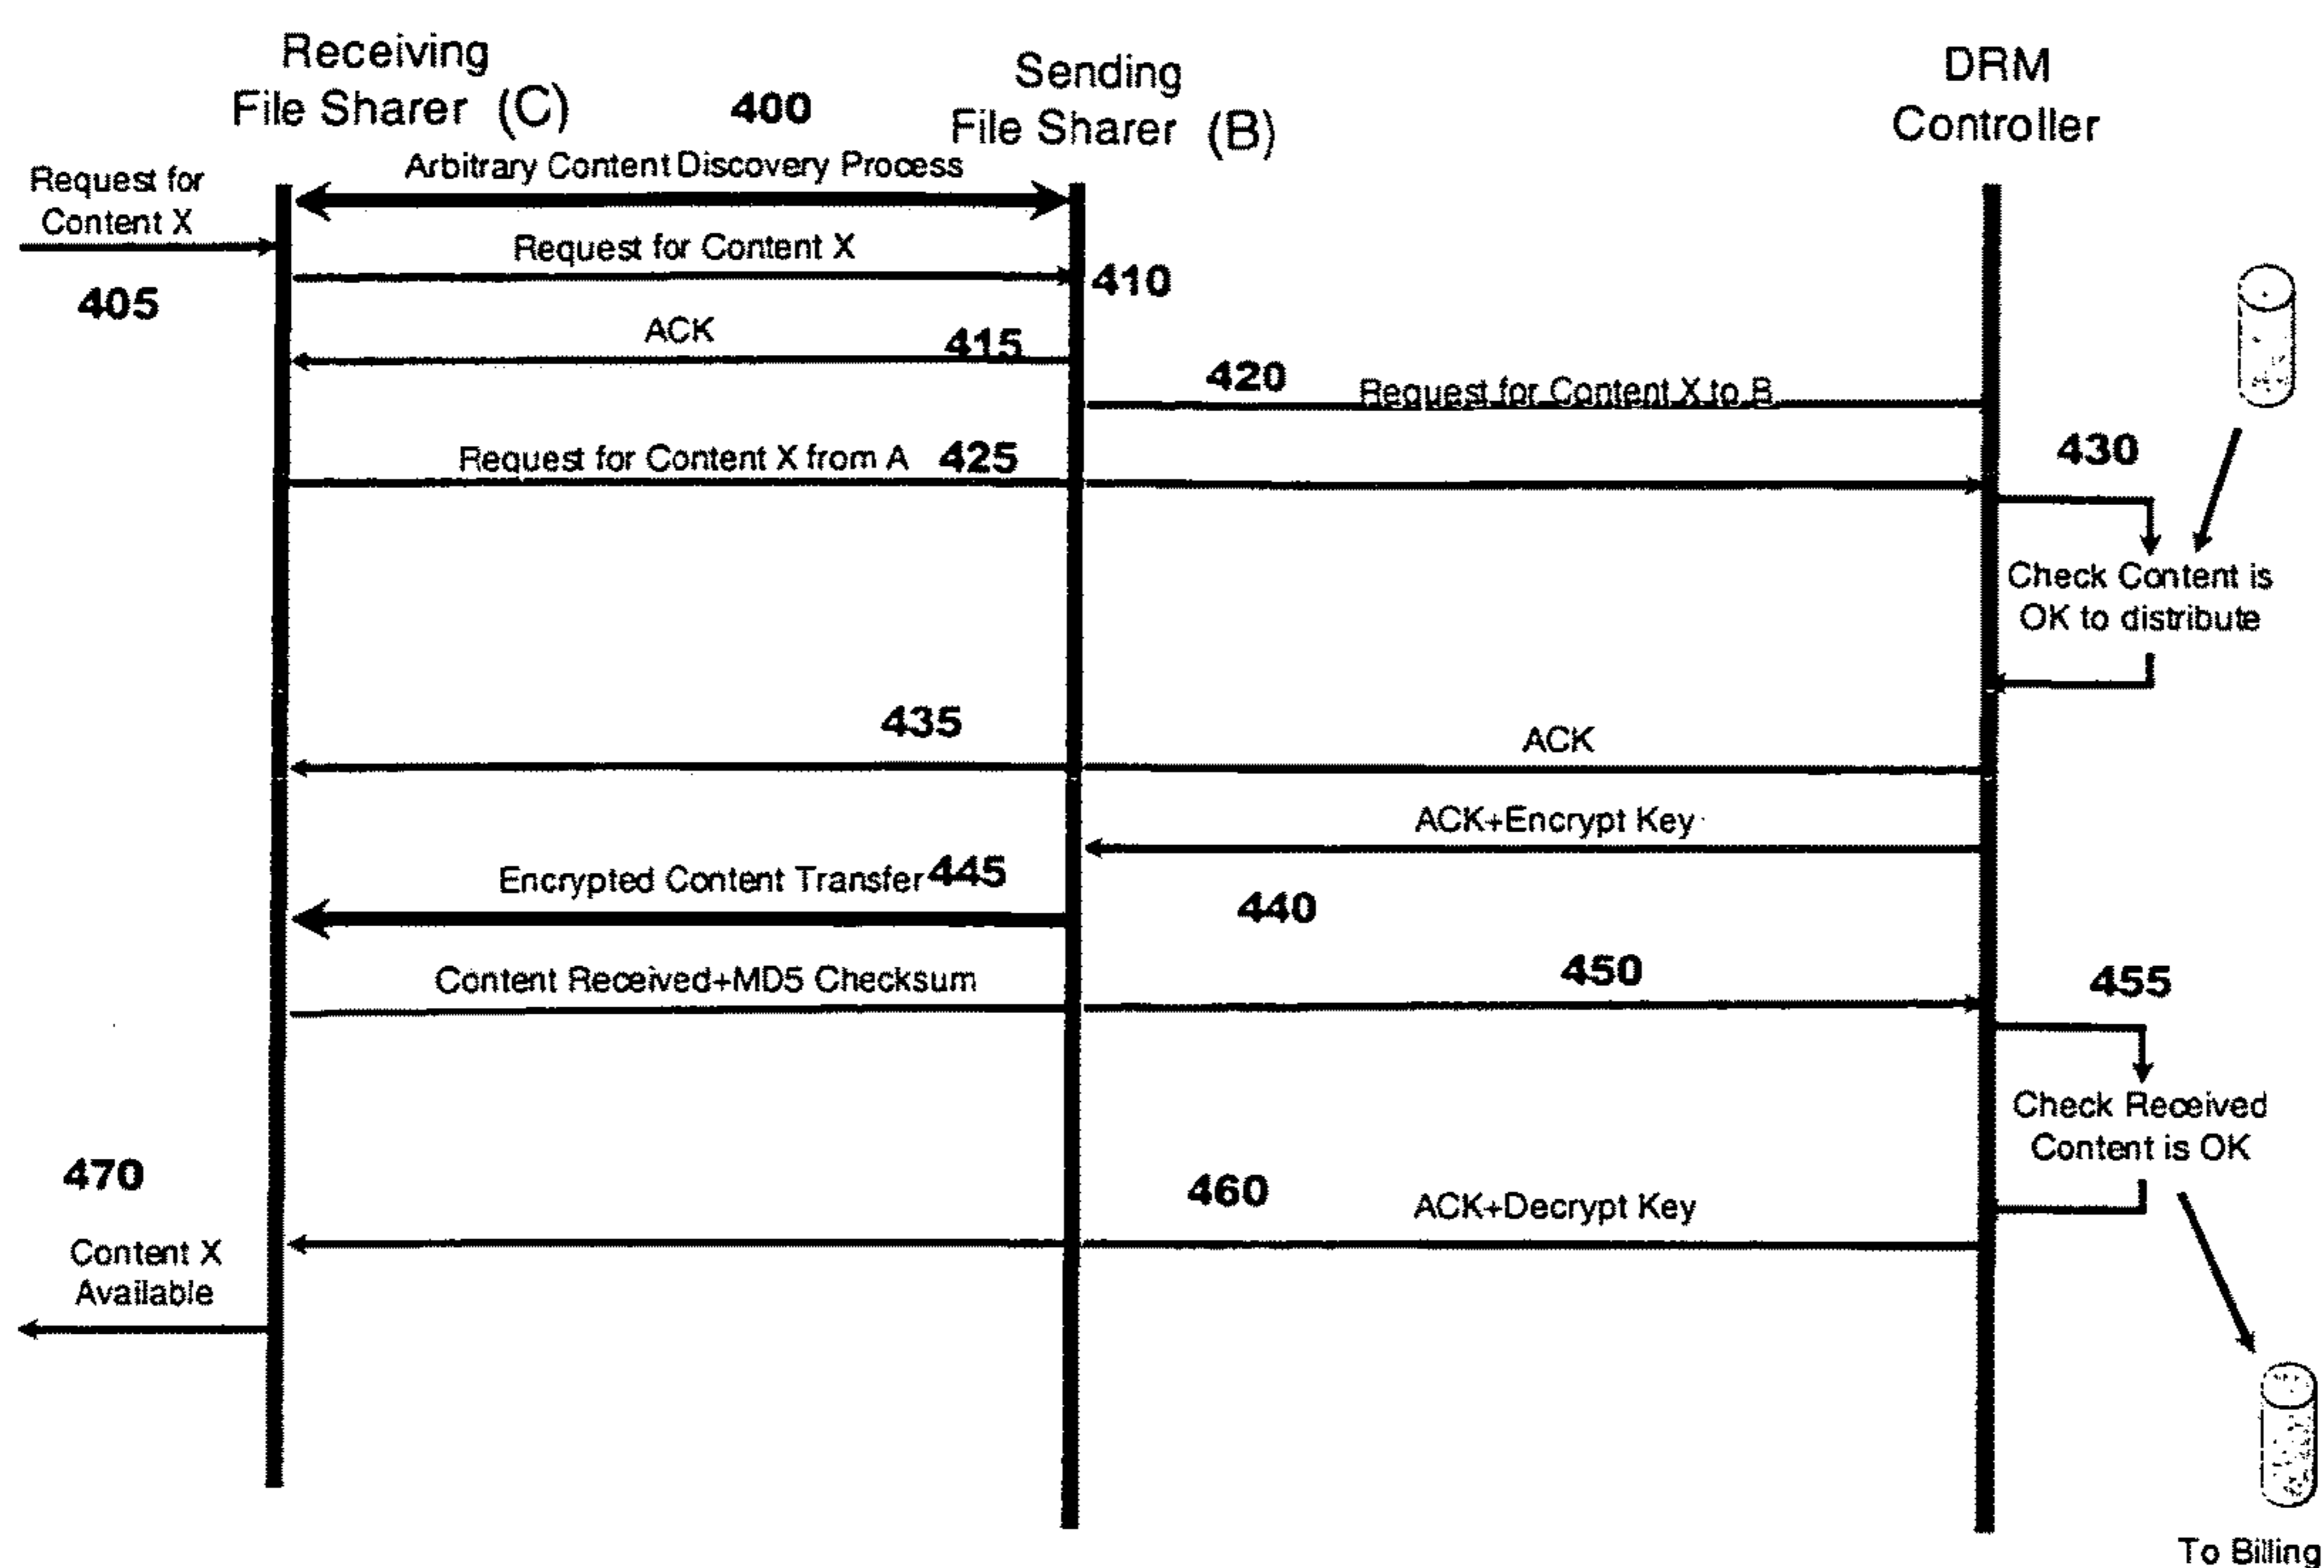 Receiving
File Sharer (C)
400
Sending
File Sharer (B)
DRM
Controller
Arbitrary Content Discovery Process
Request for
Content X
405
Request for Content X
410
ACK
415
420
Request for Content X to B
Request for Content X from A
425
430
Check Content is
OK to distribute
435
ACK
ACK+Encrypt Key
Encrypted Content Transfer
445
440
Content Received+MD5 Checksum
450
455
Check Received
Content is OK
470
460
ACK+Decrypt Key
Content X
Available
To Billing